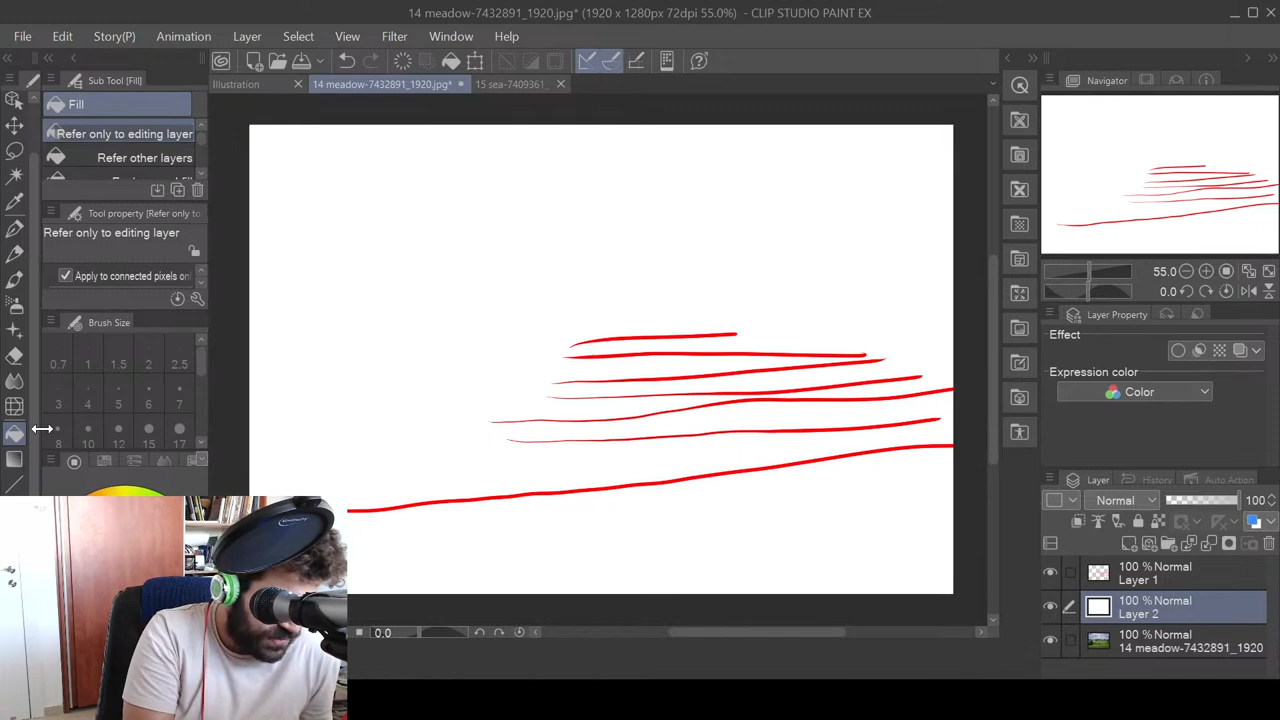 14 meadow-7432891_1920.jpg* (1920 x 1280px 72dpi 55.0%) - CLIP STUDIO PAINT EX
File Edit Story(P) Animation Layer Select View Filter Window Help
Sub Tool [Fill]
Illustration 14 meadow-7432891_1920.jpg* 15 sea-7409361_
Navigator
Fill
Refer only to editing layer
Refer other layers
Tool property [Refer only to
Refer only to editing layer
Apply to connected pixels on
Brush Size
0.7 1 1.5 2 2.5
3 4 5 6 7
8 10 12 15 17
55.0
0.0
Layer Property
Effect
Expression color
Color
Layer History Auto Action
Normal 100
100 % Normal
Layer 1
100 % Normal
Layer 2
100 % Normal
14 meadow-7432891_1920
0.0